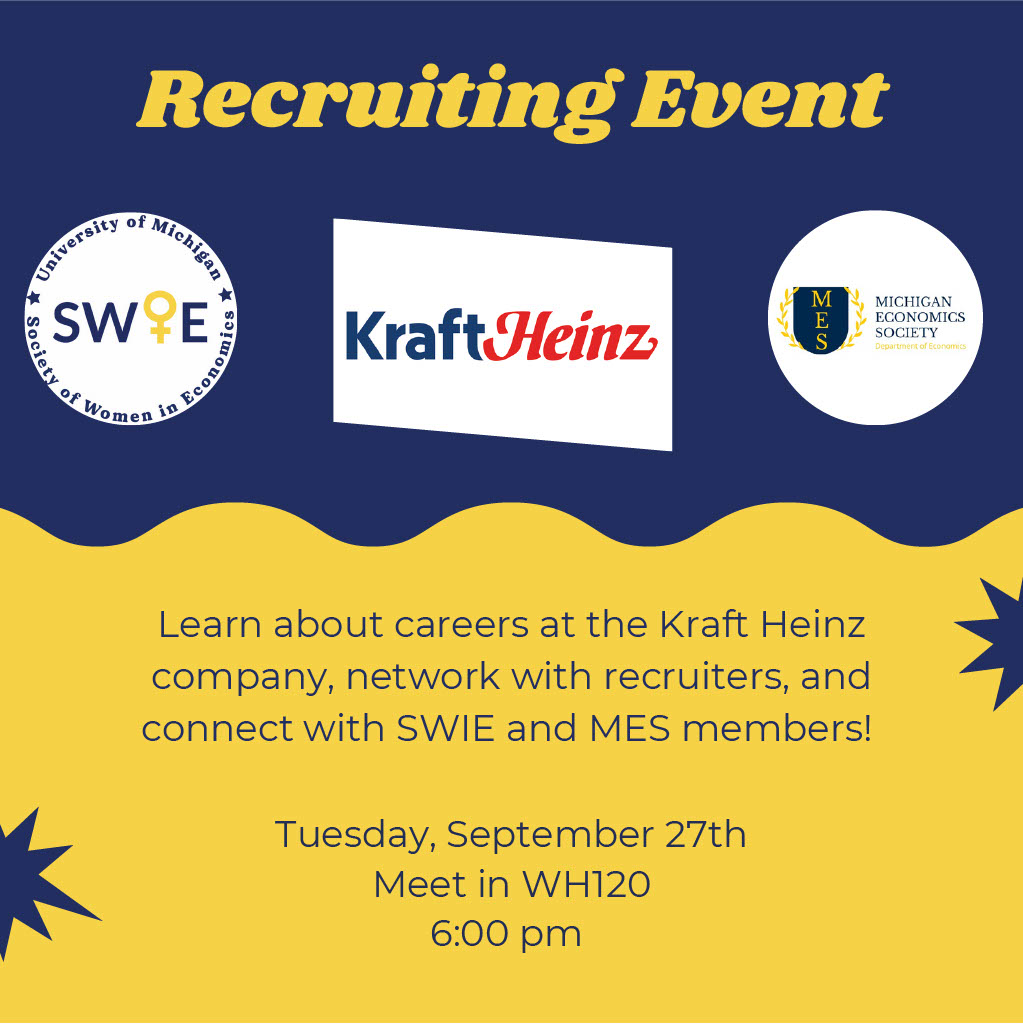 Recruiting Event
University of Michigan
SW♀E
Society of Women in Economics
KraftHeinz
M
E
S
MICHIGAN
ECONOMICS
SOCIETY
Department of Economics
Learn about careers at the Kraft Heinz
company, network with recruiters, and
connect with SWIE and MES members!
Tuesday, September 27th
Meet in WH120
6:00 pm